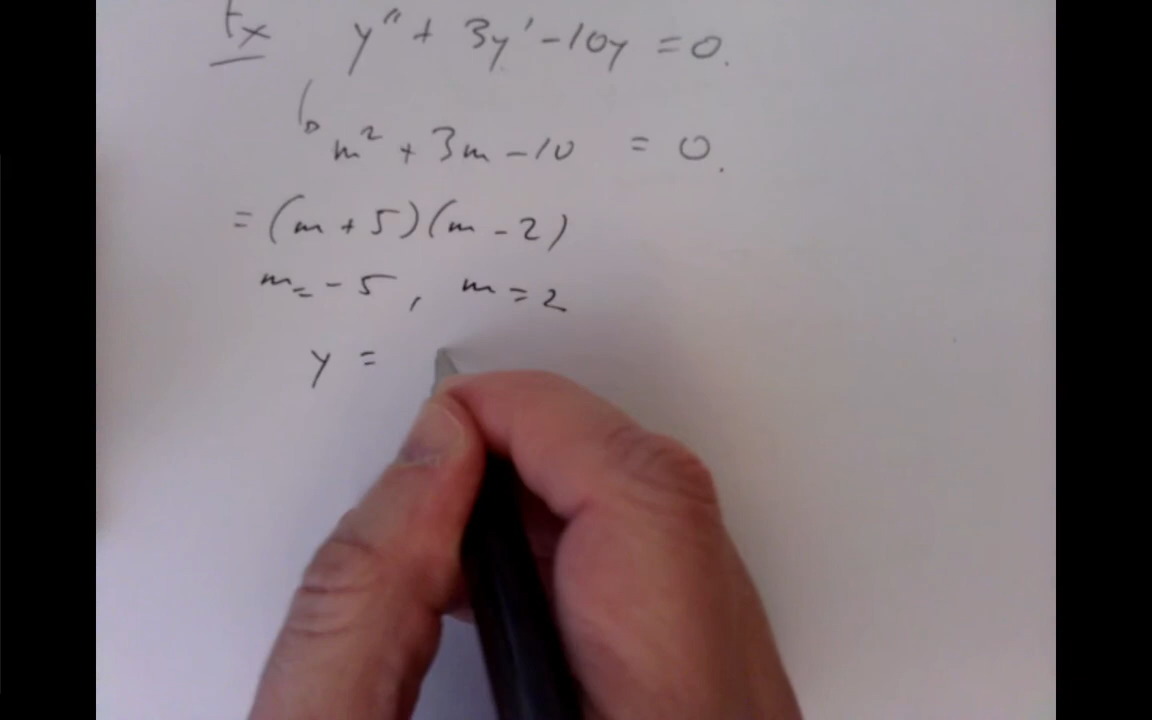 Ex y″ + 3y′ - 10y = 0.
m² + 3m - 10 = 0.
= (m + 5)(m - 2)
m = - 5, m = 2
y =